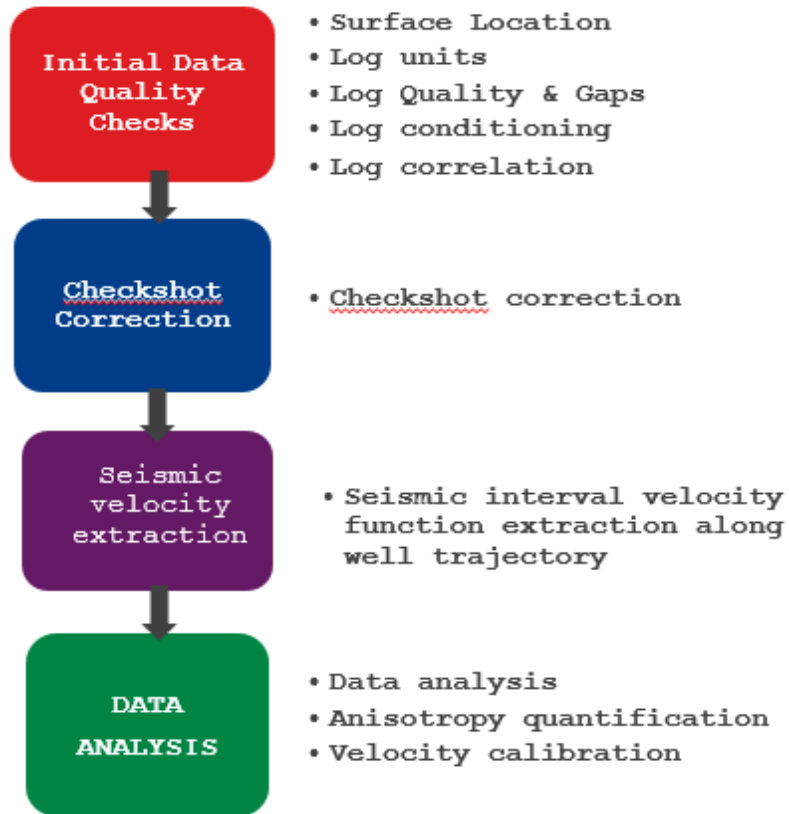 Initial Data
Quality
Checks
• Surface Location
• Log units
• Log Quality & Gaps
• Log conditioning
• Log correlation
Checkshot
Correction
• Checkshot correction
Seismic
velocity
extraction
• Seismic interval velocity
function extraction along
well trajectory
DATA
ANALYSIS
• Data analysis
• Anisotropy quantification
• Velocity calibration